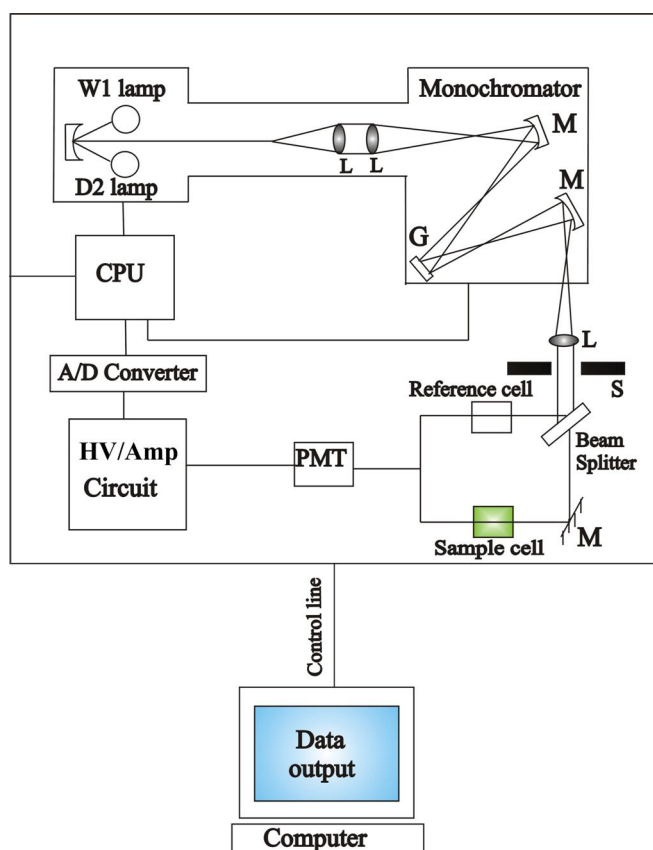 W1 lamp
Monochromator
M
D2 lamp
L
L
M
G
CPU
L
A/D Converter
S
Reference cell
HV/Amp
Circuit
PMT
Beam
Splitter
M
Sample cell
Control line
Data
output
Computer